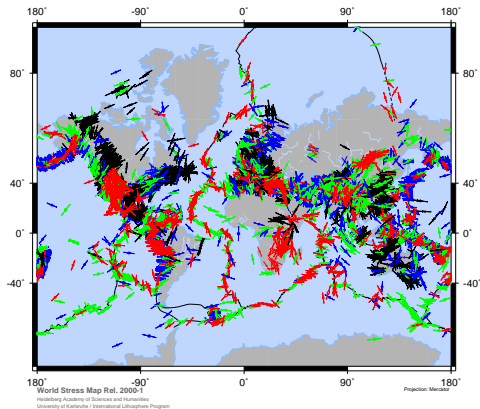 180˚ -90˚ 0˚ 90˚ 180˚
80˚ 80˚
40˚ 40˚
0˚ 0˚
-40˚ -40˚
180˚ -90˚ 0˚ 90˚ 180˚
World Stress Map Rel. 2000-1
Projection: Mercator
Heidelberg Academy of Sciences and Humanities
University of Karlsruhe / International Lithosphere Program